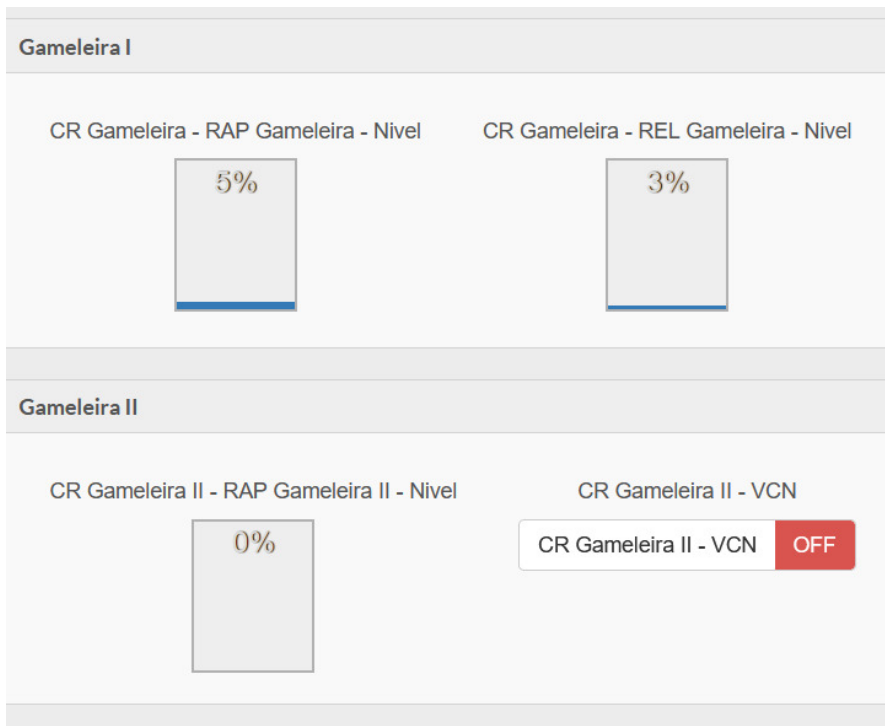 Gameleira I
CR Gameleira - RAP Gameleira - Nivel
CR Gameleira - REL Gameleira - Nivel
5%
3%
Gameleira II
CR Gameleira II - RAP Gameleira II - Nivel
CR Gameleira II - VCN
0%
CR Gameleira II - VCN OFF